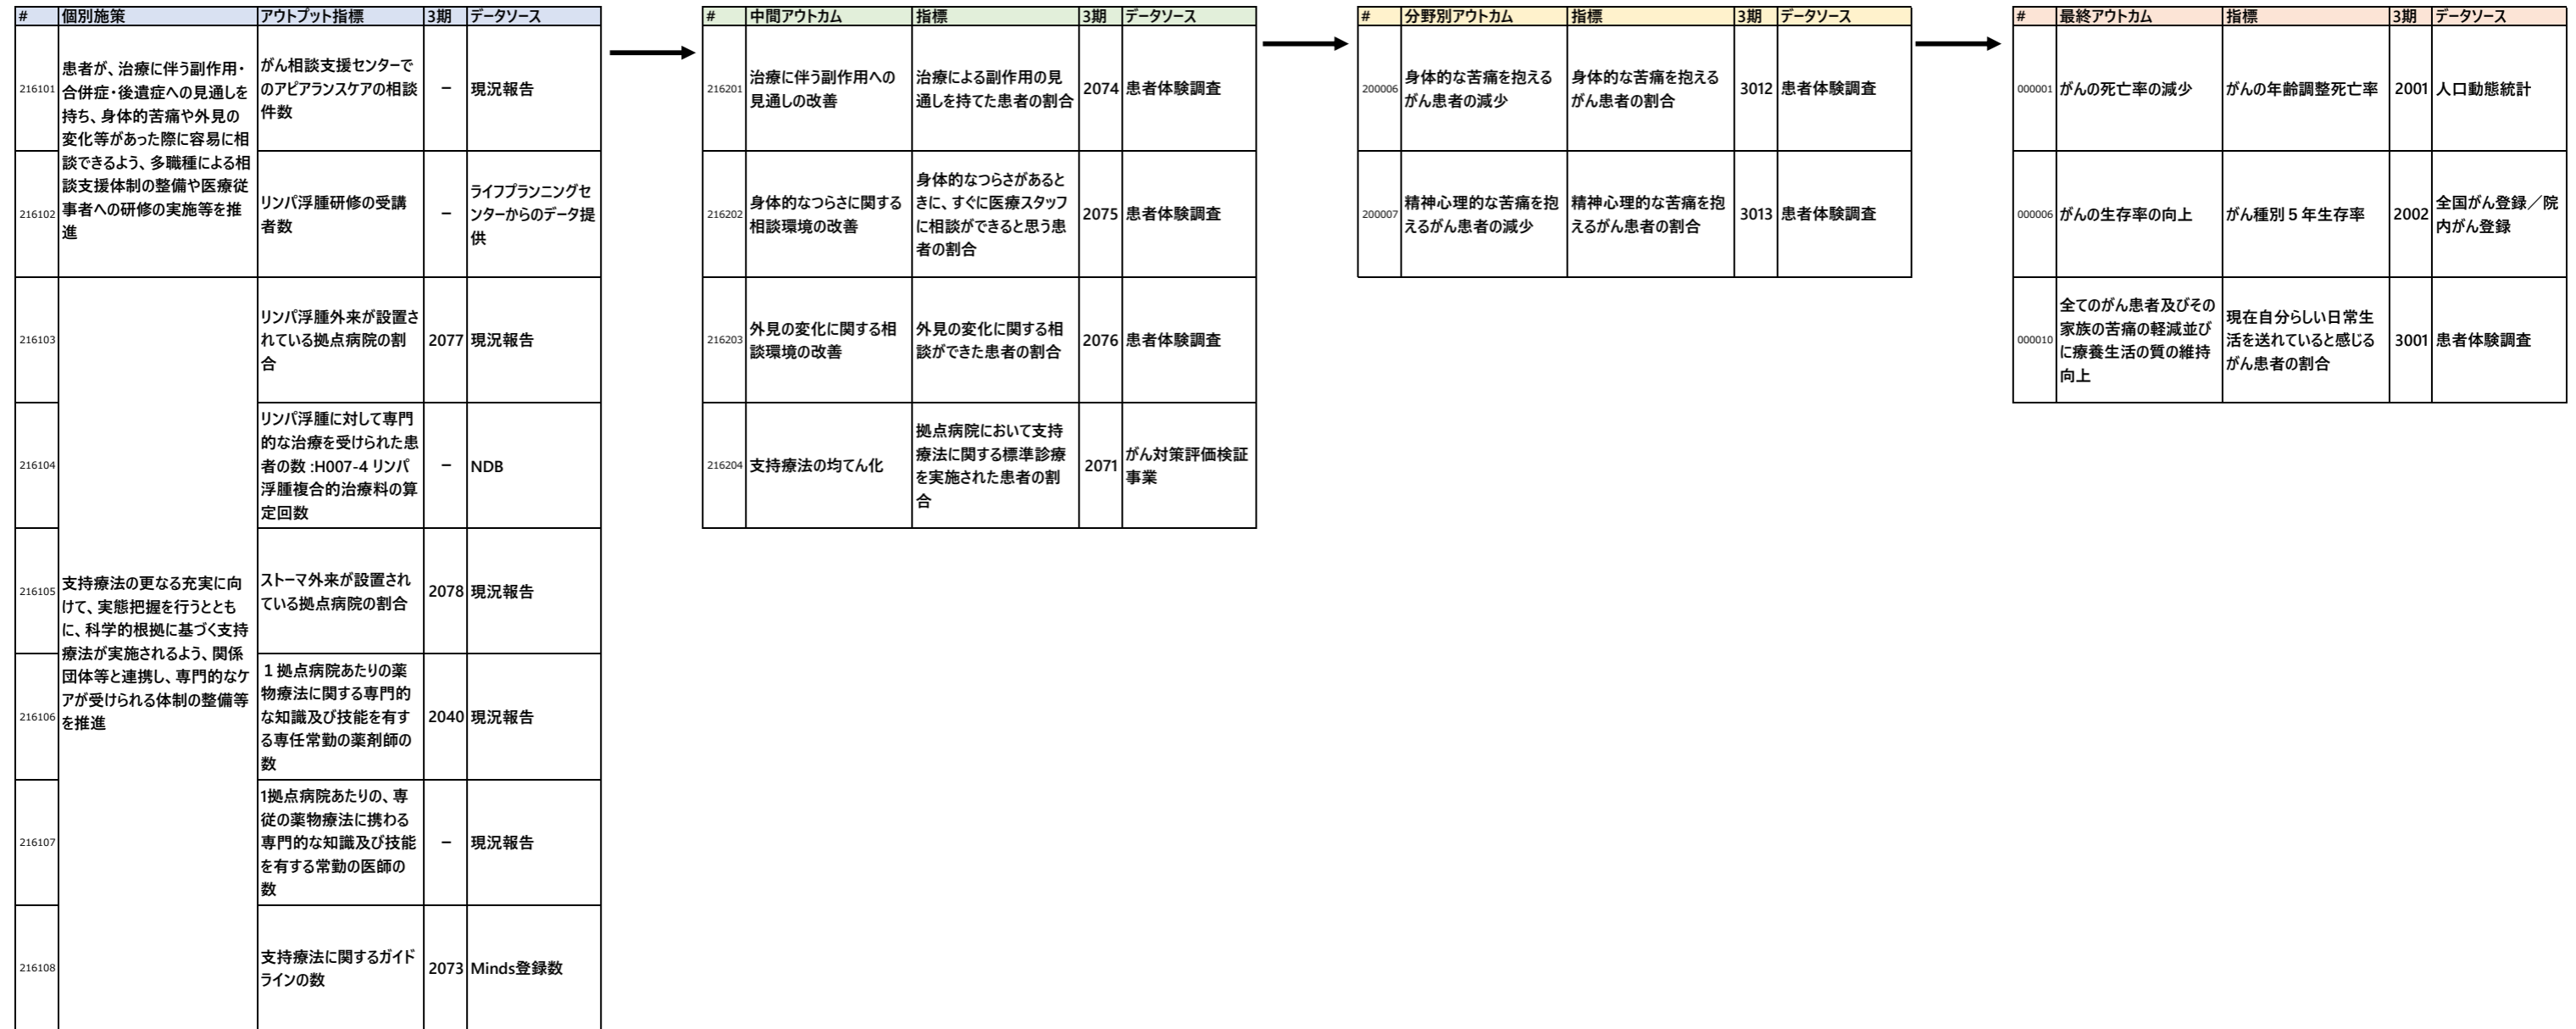 # 個別施策 アウトプット指標 3期 データソース
216101
患者が、治療に伴う副作用・
合併症・後遺症への見通しを
持ち、身体的苦痛や外見の
変化等があった際に容易に相
談できるよう、多職種による相
談支援体制の整備や医療従
事者への研修の実施等を推
進
がん相談支援センターで
のアピアランスケアの相談
件数
－ 現況報告
216102
リンパ浮腫研修の受講
者数
－
ライフプランニングセ
ンターからのデータ提
供
216103
支持療法の更なる充実に向
けて、実態把握を行うととも
に、科学的根拠に基づく支持
療法が実施されるよう、関係
団体等と連携し、専門的なケ
アが受けられる体制の整備等
を推進
リンパ浮腫外来が設置さ
れている拠点病院の割
合
2077 現況報告
216104
リンパ浮腫に対して専門
的な治療を受けられた患
者の数 :H007-4 リンパ
浮腫複合的治療料の算
定回数
－ NDB
216105
ストーマ外来が設置され
ている拠点病院の割合
2078 現況報告
216106
１拠点病院あたりの薬
物療法に関する専門的
な知識及び技能を有す
る専任常勤の薬剤師の
数
2040 現況報告
216107
1拠点病院あたりの、専
従の薬物療法に携わる
専門的な知識及び技能
を有する常勤の医師の
数
－ 現況報告
216108
支持療法に関するガイド
ラインの数
2073 Minds登録数
# 中間アウトカム 指標 3期 データソース
216201
治療に伴う副作用への
見通しの改善
治療による副作用の見
通しを持てた患者の割合
2074 患者体験調査
216202
身体的なつらさに関する
相談環境の改善
身体的なつらさがあると
きに、すぐに医療スタッフ
に相談ができると思う患
者の割合
2075 患者体験調査
216203
外見の変化に関する相
談環境の改善
外見の変化に関する相
談ができた患者の割合
2076 患者体験調査
216204
支持療法の均てん化
拠点病院において支持
療法に関する標準診療
を実施された患者の割
合
2071
がん対策評価検証
事業
# 分野別アウトカム 指標 3期 データソース
200006
身体的な苦痛を抱える
がん患者の減少
身体的な苦痛を抱える
がん患者の割合
3012 患者体験調査
200007
精神心理的な苦痛を抱
えるがん患者の減少
精神心理的な苦痛を抱
えるがん患者の割合
3013 患者体験調査
# 最終アウトカム 指標 3期 データソース
000001 がんの死亡率の減少 がんの年齢調整死亡率 2001 人口動態統計
000006 がんの生存率の向上 がん種別５年生存率 2002
全国がん登録／院
内がん登録
000010
全てのがん患者及びその
家族の苦痛の軽減並び
に療養生活の質の維持
向上
現在自分らしい日常生
活を送れていると感じる
がん患者の割合
3001 患者体験調査